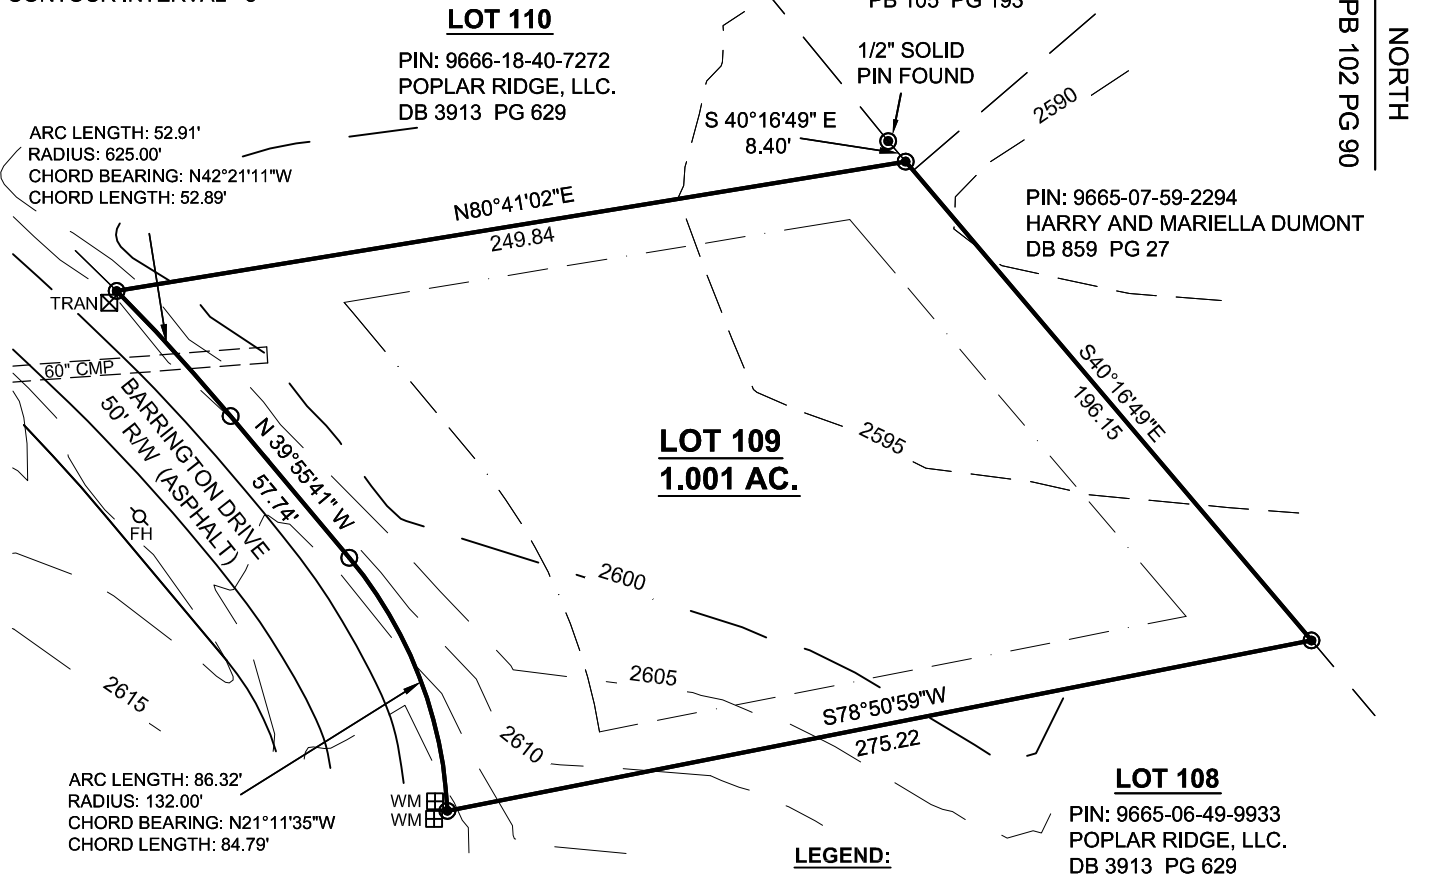 LOT 110
PIN: 9666-18-40-7272
POPLAR RIDGE, LLC.
DB 3913 PG 629
PB 105 PG 193
1/2" SOLID
PIN FOUND
S 40°16'49" E
8.40'
NORTH
PB 102 PG 90
ARC LENGTH: 52.91'
RADIUS: 625.00'
CHORD BEARING: N42°21'11"W
CHORD LENGTH: 52.89'
N80°41'02"E
249.84
2590
PIN: 9665-07-59-2294
HARRY AND MARIELLA DUMONT
DB 859 PG 27
TRAN
60" CMP
BARRINGTON DRIVE
50' R/W (ASPHALT)
N 39°55'41" W
57.74'
FH
S40°16'49"E
196.15
LOT 109
1.001 AC.
2595
2600
2605
2610
2615
S78°50'59"W
275.22
ARC LENGTH: 86.32'
RADIUS: 132.00'
CHORD BEARING: N21°11'35"W
CHORD LENGTH: 84.79'
WM
WM
LOT 108
PIN: 9665-06-49-9933
POPLAR RIDGE, LLC.
DB 3913 PG 629
LEGEND: